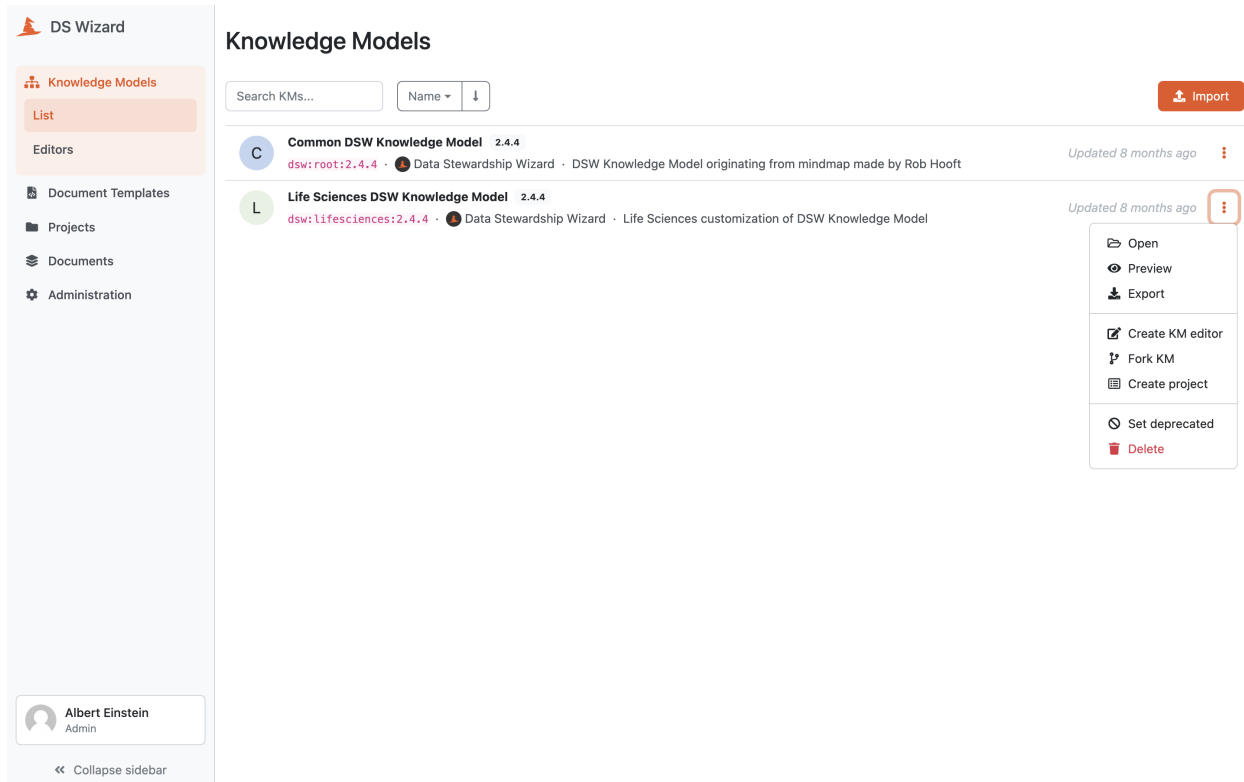 DS Wizard
Knowledge Models
List
Editors
Document Templates
Projects
Documents
Administration
Albert Einstein
Admin
Collapse sidebar
Knowledge Models
Search KMs...
Name
Import
C
Common DSW Knowledge Model 2.4.4
dsw:root:2.4.4 · Data Stewardship Wizard · DSW Knowledge Model originating from mindmap made by Rob Hooft
Updated 8 months ago
L
Life Sciences DSW Knowledge Model 2.4.4
dsw:lifesciences:2.4.4 · Data Stewardship Wizard · Life Sciences customization of DSW Knowledge Model
Updated 8 months ago
Open
Preview
Export
Create KM editor
Fork KM
Create project
Set deprecated
Delete